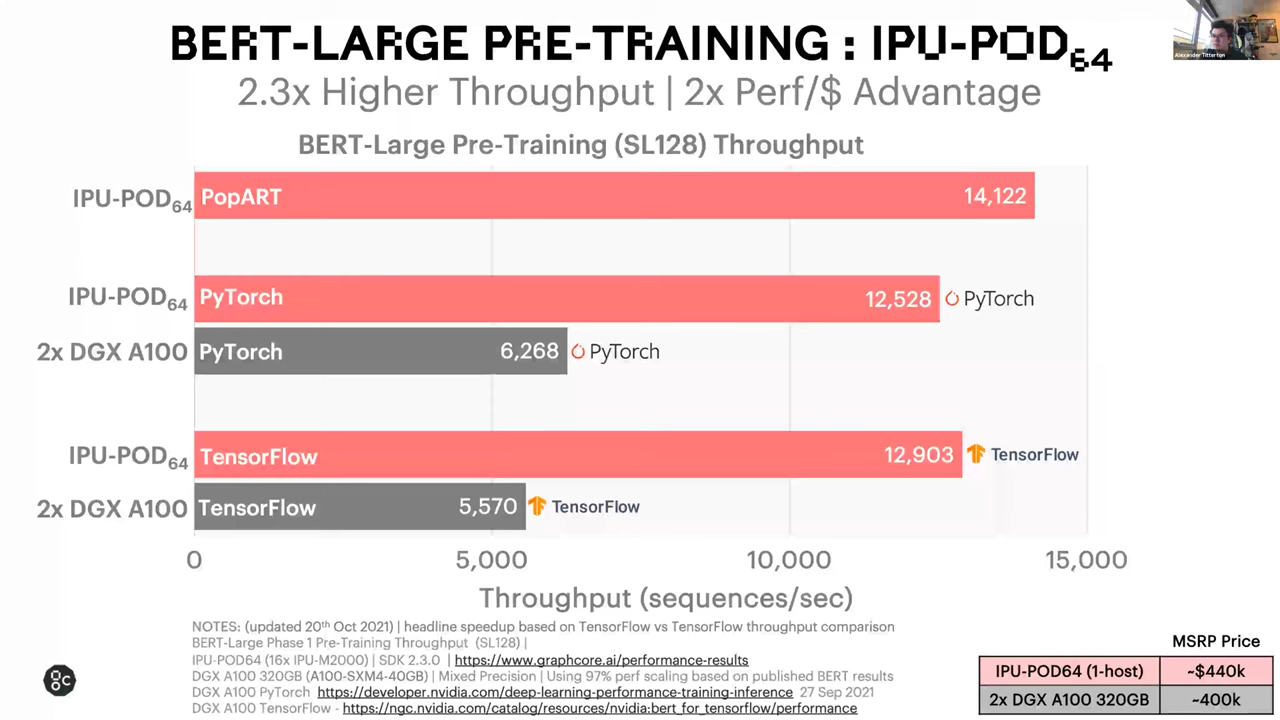 BERT-LARGE PRE-TRAINING : IPU-POD64
Alexander Titterton
2.3x Higher Throughput | 2x Perf/$ Advantage
BERT-Large Pre-Training (SL128) Throughput
IPU-POD64 PopART 14,122
IPU-POD64 PyTorch 12,528 PyTorch
2x DGX A100 PyTorch 6,268 PyTorch
IPU-POD64 TensorFlow 12,903 TensorFlow
2x DGX A100 TensorFlow 5,570 TensorFlow
0 5,000 10,000 15,000
Throughput (sequences/sec)
NOTES: (updated 20th Oct 2021) | headline speedup based on TensorFlow vs TensorFlow throughput comparison
BERT-Large Phase 1 Pre-Training Throughput (SL128) |
IPU-POD64 (16x IPU-M2000) | SDK 2.3.0 | https://www.graphcore.ai/performance-results
DGX A100 320GB (A100-SXM4-40GB) | Mixed Precision | Using 97% perf scaling based on published BERT results
DGX A100 PyTorch https://developer.nvidia.com/deep-learning-performance-training-inference 27 Sep 2021
DGX A100 TensorFlow - https://ngc.nvidia.com/catalog/resources/nvidia:bert_for_tensorflow/performance
MSRP Price
IPU-POD64 (1-host) ~$440k
2x DGX A100 320GB ~400k